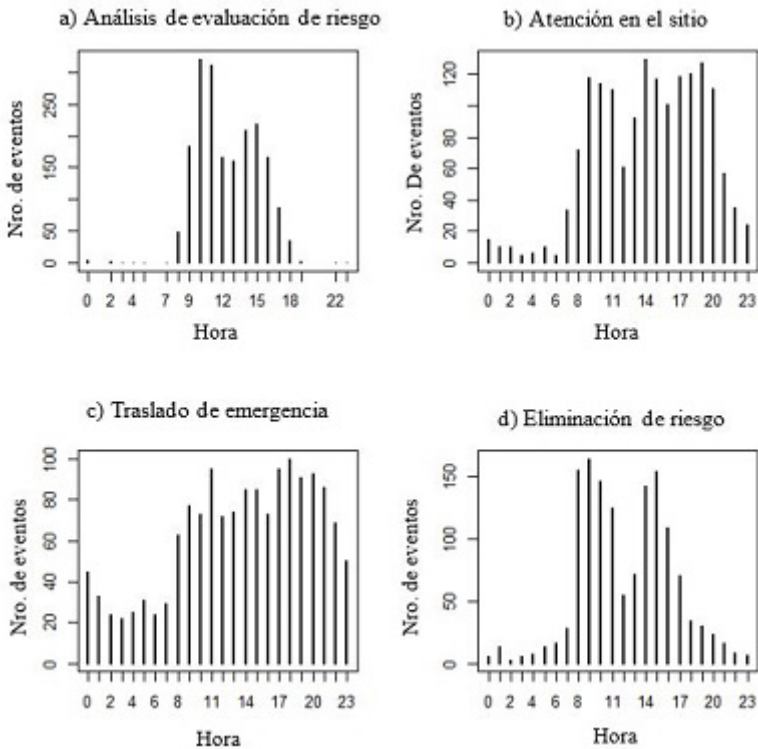 a) Análisis de evaluación de riesgo
Nro. de eventos
0 50 150 250
0 2 4 7 9 12 15 18 22
Hora
b) Atención en el sitio
Nro. De eventos
0 20 40 60 80 120
0 2 4 6 8 11 14 17 20 23
Hora
c) Traslado de emergencia
Nro. de eventos
0 20 40 60 80 100
0 2 4 6 8 11 14 17 20 23
Hora
d) Eliminación de riesgo
Nro. de eventos
0 50 100 150
0 2 4 6 8 11 14 17 20 23
Hora